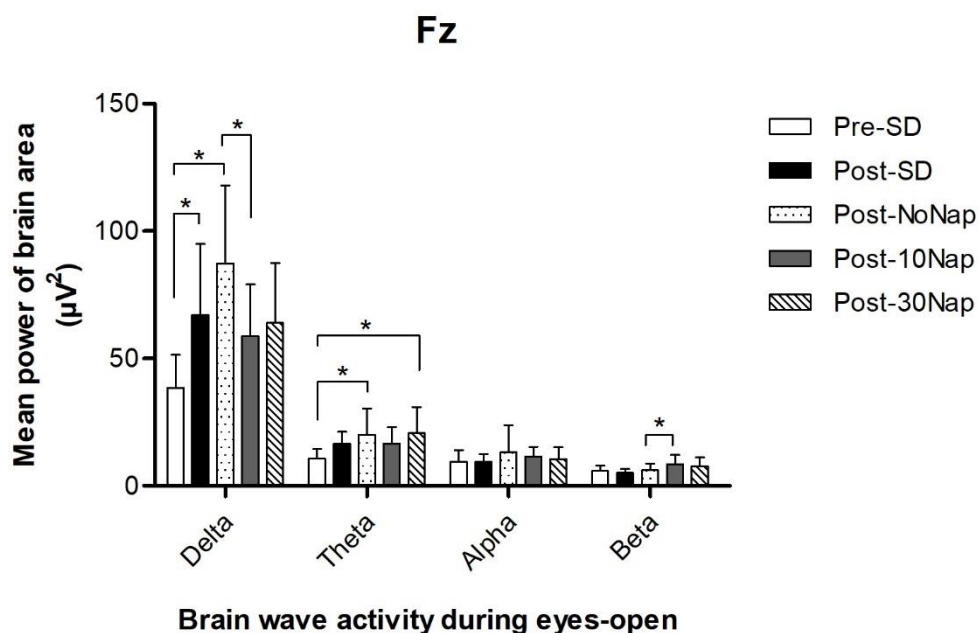 Fz
Mean power of brain area
(µV²)
150
100
50
0
*
*
*
*
*
*
Delta
Theta
Alpha
Beta
Brain wave activity during eyes-open
Pre-SD
Post-SD
Post-NoNap
Post-10Nap
Post-30Nap